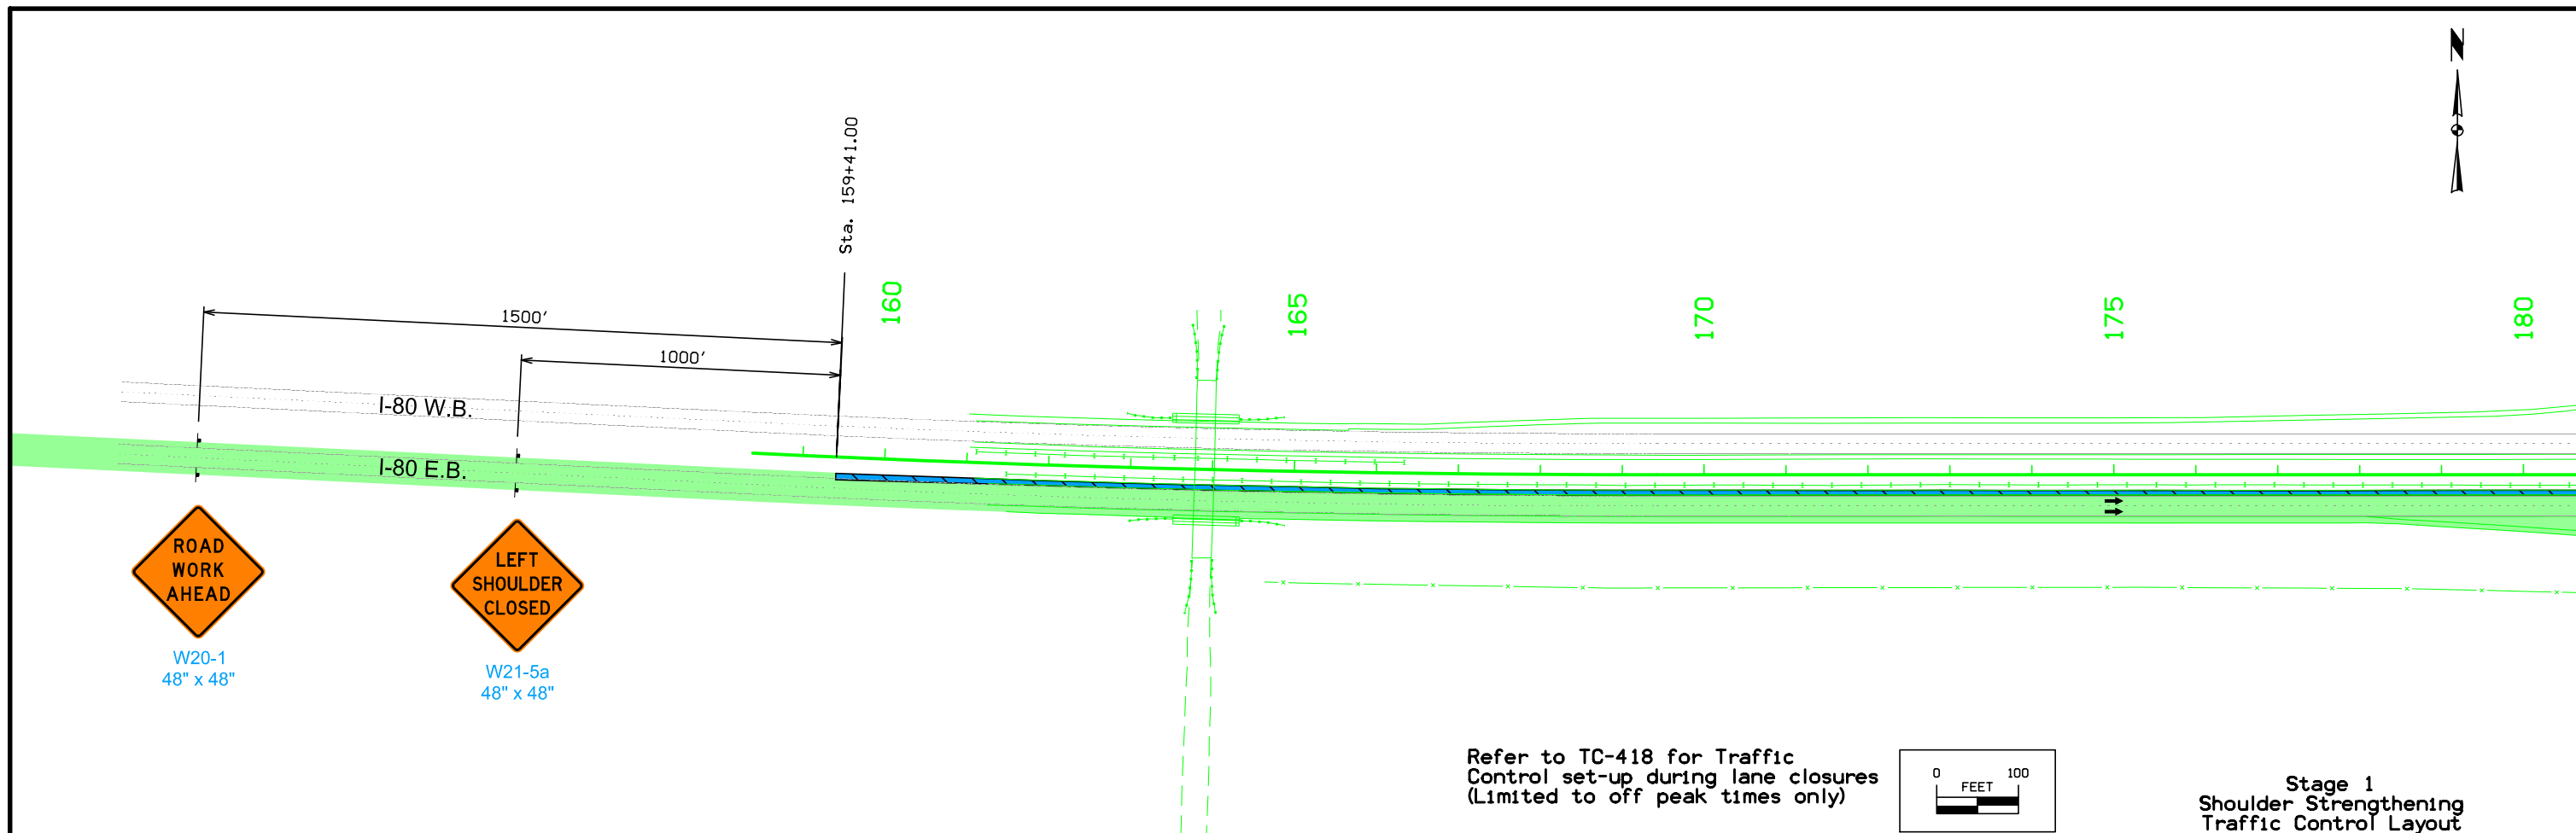 N
Sta. 159+41.00
160
165
170
175
180
1500'
1000'
I-80 W.B.
I-80 E.B.
ROAD
WORK
AHEAD
W20-1
48" x 48"
LEFT
SHOULDER
CLOSED
W21-5a
48" x 48"
Refer to TC-418 for Traffic
Control set-up during lane closures
(Limited to off peak times only)
0 100
FEET
Stage 1
Shoulder Strengthening
Traffic Control Layout